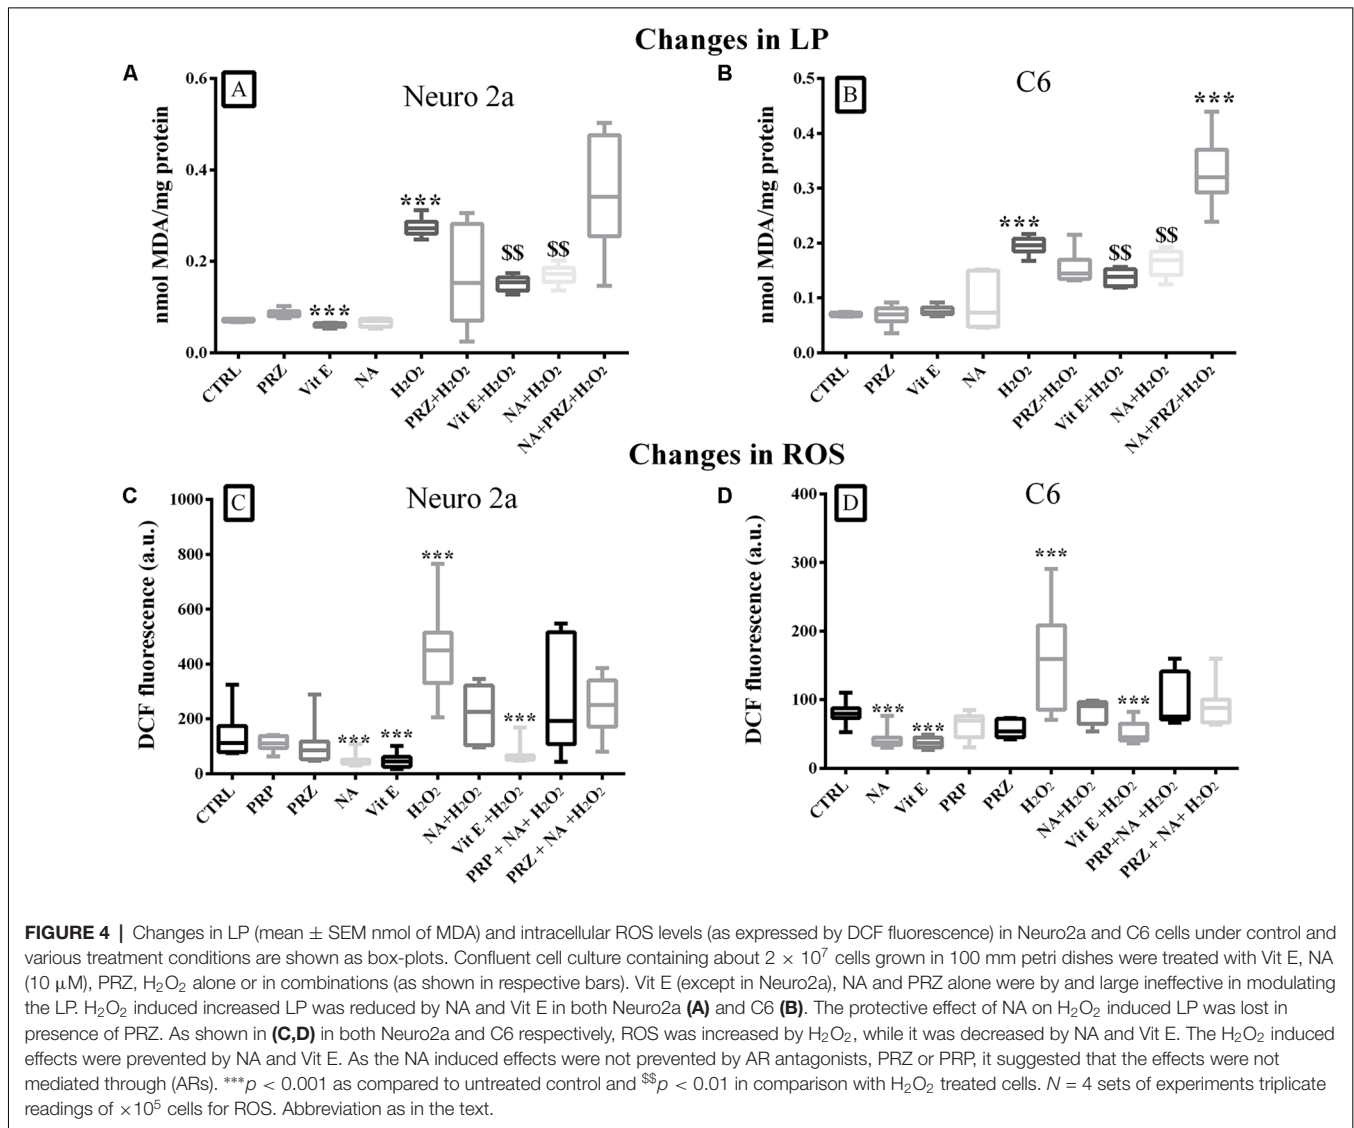 Changes in LP
A
B
A
Neuro 2a
B
C6
nmol MDA/mg protein
0.6
0.4
0.2
0.0
***
***
$$
$$
CTRL
PRZ
Vit E
NA
H₂O₂
PRZ+H₂O₂
Vit E+H₂O₂
NA+H₂O₂
NA+PRZ+H₂O₂
nmol MDA/mg protein
0.5
0.4
0.3
0.2
0.1
0.0
***
$$
$$
***
CTRL
PRZ
Vit E
NA
H₂O₂
PRZ+H₂O₂
Vit E+H₂O₂
NA+H₂O₂
NA+PRZ+H₂O₂
Changes in ROS
C
D
C
Neuro 2a
D
C6
DCF fluorescence (a.u.)
1000
800
600
400
200
0
***
***
***
***
CTRL
PRP
PRZ
NA
Vit E
H₂O₂
NA+H₂O₂
Vit E +H₂O₂
PRP + NA+ H₂O₂
PRZ + NA +H₂O₂
DCF fluorescence (a.u.)
400
300
200
100
0
***
***
***
***
CTRL
NA
Vit E
PRP
PRZ
H₂O₂
NA+H₂O₂
Vit E +H₂O₂
PRP+NA +H₂O₂
PRZ + NA+ H₂O₂
FIGURE 4 | Changes in LP (mean ± SEM nmol of MDA) and intracellular ROS levels (as expressed by DCF fluorescence) in Neuro2a and C6 cells under control and
various treatment conditions are shown as box-plots. Confluent cell culture containing about 2 × 10⁷ cells grown in 100 mm petri dishes were treated with Vit E, NA
(10 μM), PRZ, H₂O₂ alone or in combinations (as shown in respective bars). Vit E (except in Neuro2a), NA and PRZ alone were by and large ineffective in modulating
the LP. H₂O₂ induced increased LP was reduced by NA and Vit E in both Neuro2a (A) and C6 (B). The protective effect of NA on H₂O₂ induced LP was lost in
presence of PRZ. As shown in (C,D) in both Neuro2a and C6 respectively, ROS was increased by H₂O₂, while it was decreased by NA and Vit E. The H₂O₂ induced
effects were prevented by NA and Vit E. As the NA induced effects were not prevented by AR antagonists, PRZ or PRP, it suggested that the effects were not
mediated through (ARs). ***p < 0.001 as compared to untreated control and $$p < 0.01 in comparison with H₂O₂ treated cells. N = 4 sets of experiments triplicate
readings of ×10⁵ cells for ROS. Abbreviation as in the text.